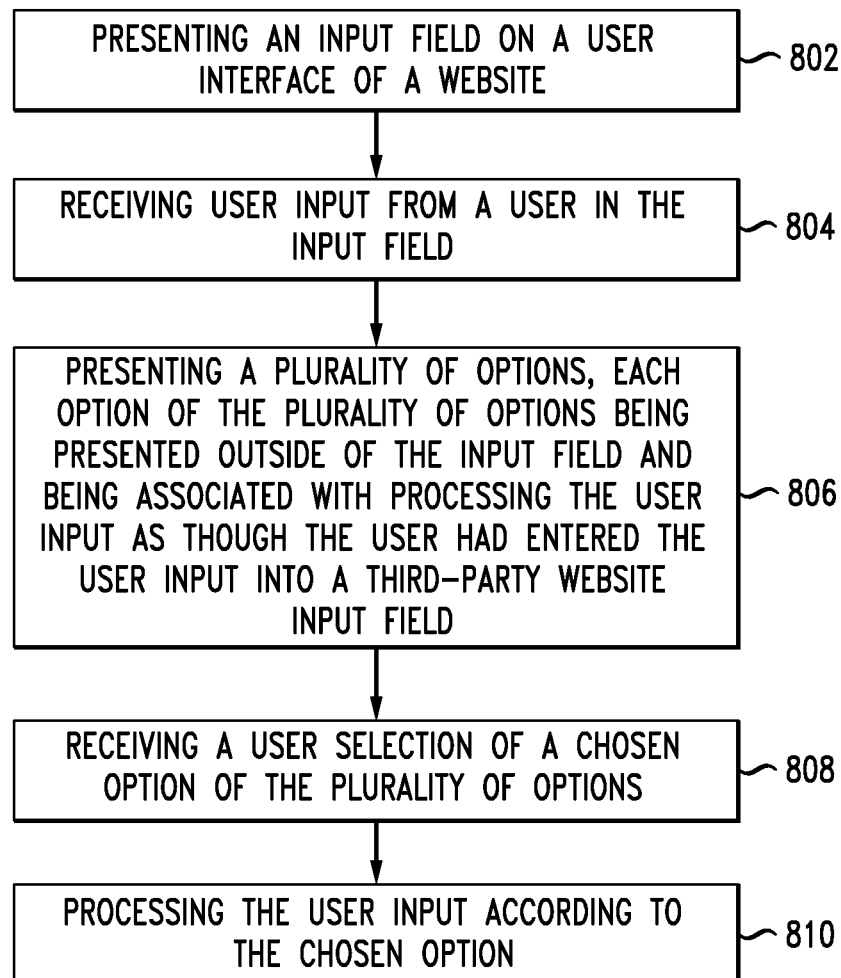 PRESENTING AN INPUT FIELD ON A USER
INTERFACE OF A WEBSITE
802
RECEIVING USER INPUT FROM A USER IN THE
INPUT FIELD
804
PRESENTING A PLURALITY OF OPTIONS, EACH
OPTION OF THE PLURALITY OF OPTIONS BEING
PRESENTED OUTSIDE OF THE INPUT FIELD AND
BEING ASSOCIATED WITH PROCESSING THE USER
INPUT AS THOUGH THE USER HAD ENTERED THE
USER INPUT INTO A THIRD-PARTY WEBSITE
INPUT FIELD
806
RECEIVING A USER SELECTION OF A CHOSEN
OPTION OF THE PLURALITY OF OPTIONS
808
PROCESSING THE USER INPUT ACCORDING TO
THE CHOSEN OPTION
810